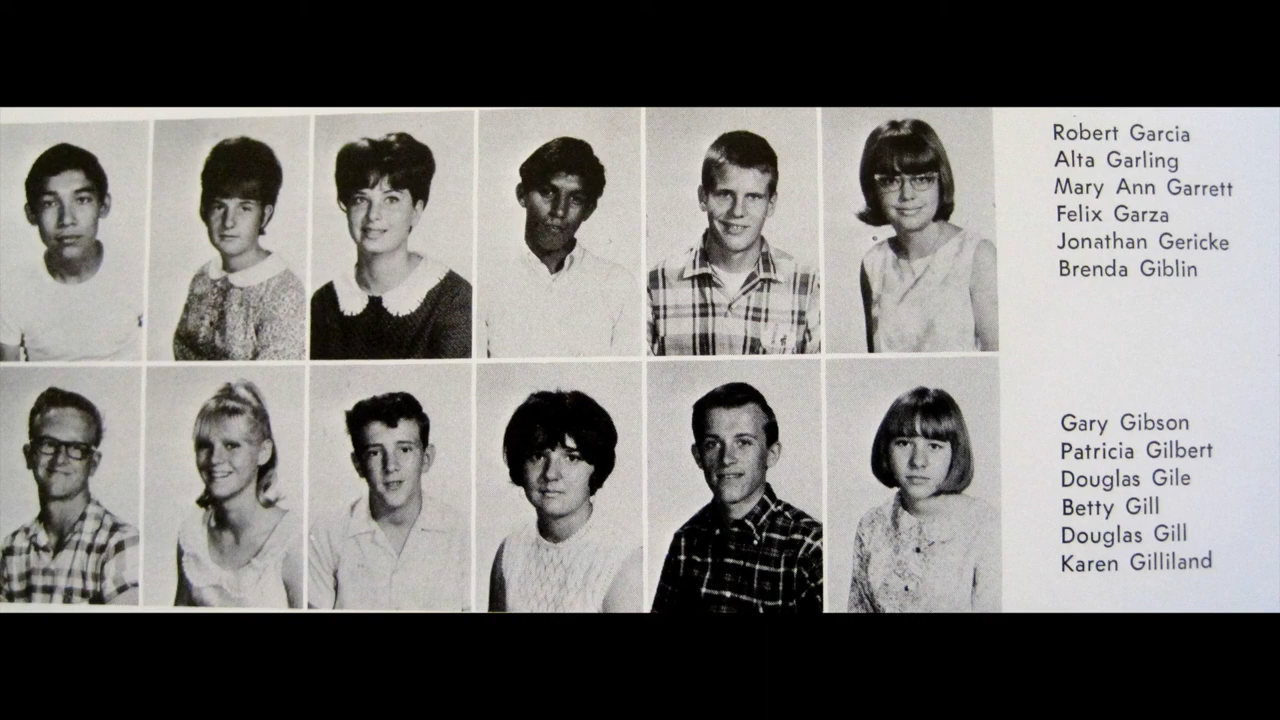 Robert Garcia
Alta Garling
Mary Ann Garrett
Felix Garza
Jonathan Gericke
Brenda Giblin
Gary Gibson
Patricia Gilbert
Douglas Gile
Betty Gill
Douglas Gill
Karen Gilliland